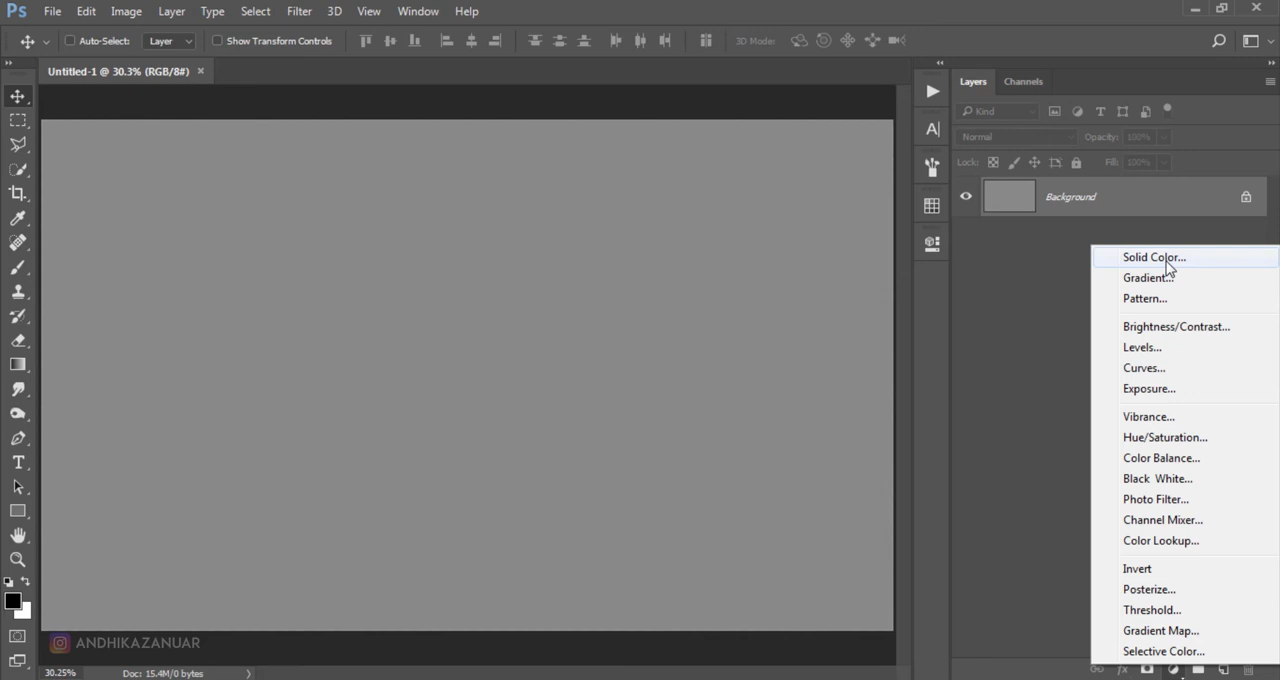 Ps File Edit Image Layer Type Select Filter 3D View Window Help
Auto-Select: Layer Show Transform Controls 3D Mode:
Untitled-1 @ 30.3% (RGB/8#) ×
Layers Channels
Kind
Normal Opacity: 100%
Lock: Fill: 100%
Background
Solid Color...
Gradient...
Pattern...
Brightness/Contrast...
Levels...
Curves...
Exposure...
Vibrance...
Hue/Saturation...
Color Balance...
Black White...
Photo Filter...
Channel Mixer...
Color Lookup...
Invert
Posterize...
Threshold...
Gradient Map...
Selective Color...
ANDHIKAZANUAR
30.25% Doc: 15.4M/0 bytes